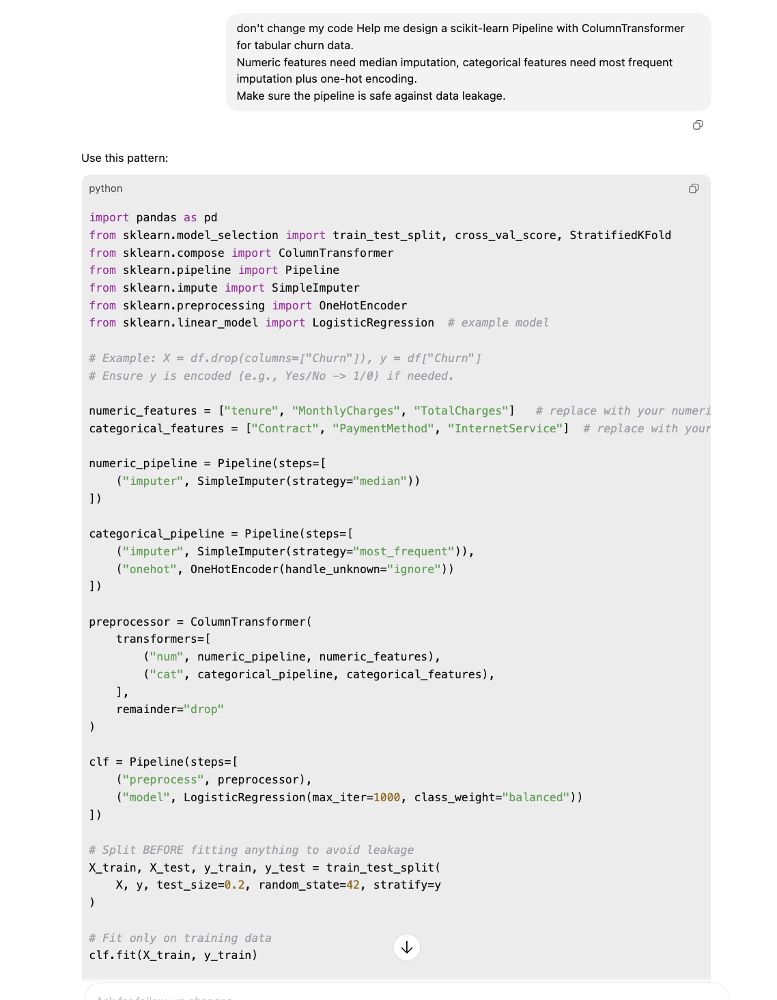 don't change my code Help me design a scikit-learn Pipeline with ColumnTransformer
for tabular churn data.
Numeric features need median imputation, categorical features need most frequent
imputation plus one-hot encoding.
Make sure the pipeline is safe against data leakage.
Use this pattern:
python
import pandas as pd
from sklearn.model_selection import train_test_split, cross_val_score, StratifiedKFold
from sklearn.compose import ColumnTransformer
from sklearn.pipeline import Pipeline
from sklearn.impute import SimpleImputer
from sklearn.preprocessing import OneHotEncoder
from sklearn.linear_model import LogisticRegression  # example model

# Example: X = df.drop(columns=["Churn"]), y = df["Churn"]
# Ensure y is encoded (e.g., Yes/No -> 1/0) if needed.

numeric_features = ["tenure", "MonthlyCharges", "TotalCharges"]   # replace with your numeri
categorical_features = ["Contract", "PaymentMethod", "InternetService"]  # replace with your

numeric_pipeline = Pipeline(steps=[
    ("imputer", SimpleImputer(strategy="median"))
])

categorical_pipeline = Pipeline(steps=[
    ("imputer", SimpleImputer(strategy="most_frequent")),
    ("onehot", OneHotEncoder(handle_unknown="ignore"))
])

preprocessor = ColumnTransformer(
    transformers=[
        ("num", numeric_pipeline, numeric_features),
        ("cat", categorical_pipeline, categorical_features),
    ],
    remainder="drop"
)

clf = Pipeline(steps=[
    ("preprocess", preprocessor),
    ("model", LogisticRegression(max_iter=1000, class_weight="balanced"))
])

# Split BEFORE fitting anything to avoid leakage
X_train, X_test, y_train, y_test = train_test_split(
    X, y, test_size=0.2, random_state=42, stratify=y
)

# Fit only on training data
clf.fit(X_train, y_train)